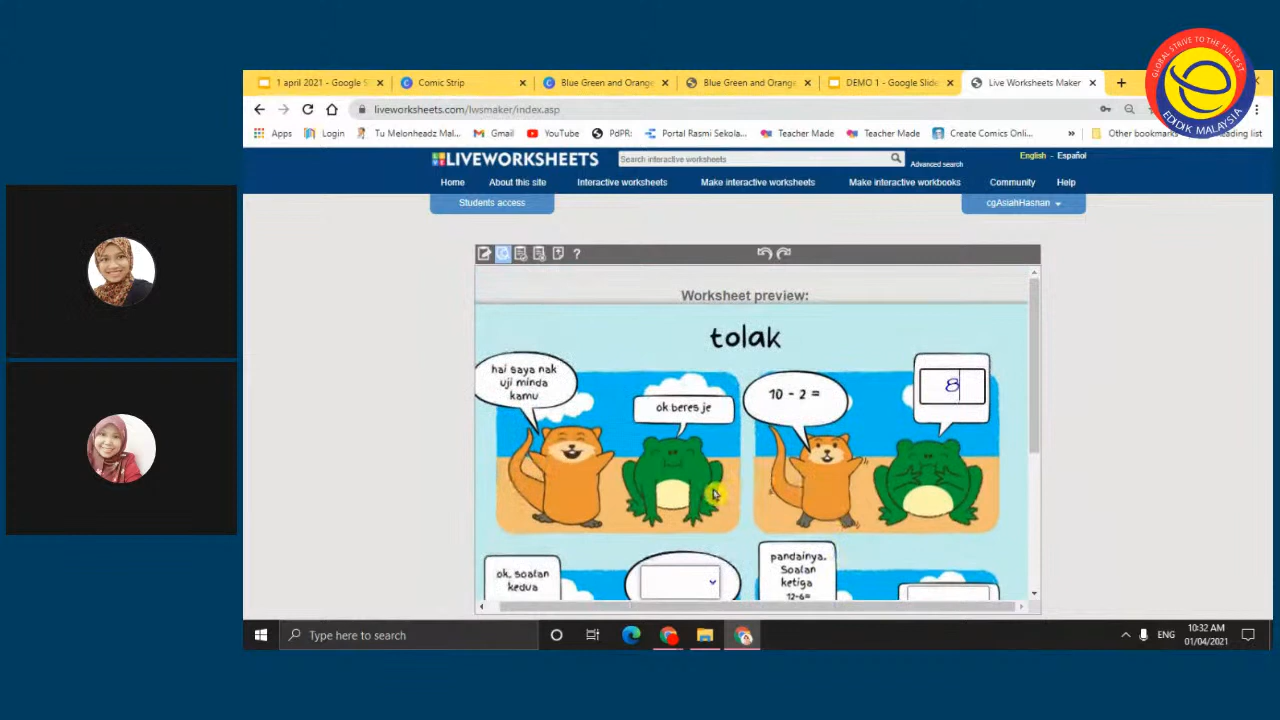 GLOBAL STRIVE TO THE FULLEST
EDIDIK MALAYSIA
1 april 2021 - Google S
Comic Strip
Blue Green and Orange
Blue Green and Orange
DEMO 1 - Google Slide
Live Worksheets Maker
liveworksheets.com/lwsmaker/index.asp
Apps
Login
Tu Melonheadz Mal...
Gmail
YouTube
PdPR:
Portal Rasmi Sekola...
Teacher Made
Teacher Made
Create Comics Onli...
»
Other bookmarks
ading list
LIVEWORKSHEETS
Search interactive worksheets
Advanced search
English - Español
Home
About this site
Interactive worksheets
Make interactive worksheets
Make interactive workbooks
Community
Help
Students access
cgAsiahHasnan
?
Worksheet preview:
tolak
hai saya nak
uji minda
kamu
ok beres je
10 - 2 =
8
ok, soalan
kedua
pandainya.
Soalan
ketiga
12-6=
Type here to search
ENG
10:32 AM
01/04/2021